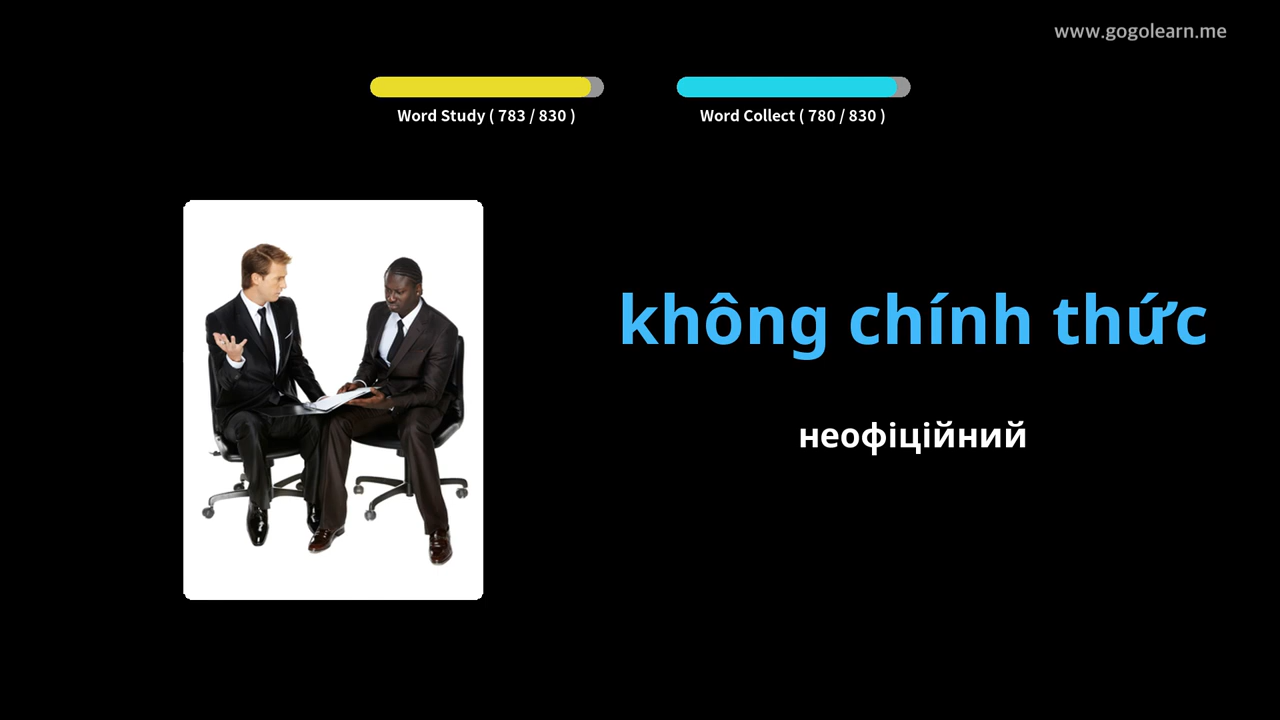 www.gogolearn.me
Word Study ( 783 / 830 )
Word Collect ( 780 / 830 )
không chính thức
неофіційний